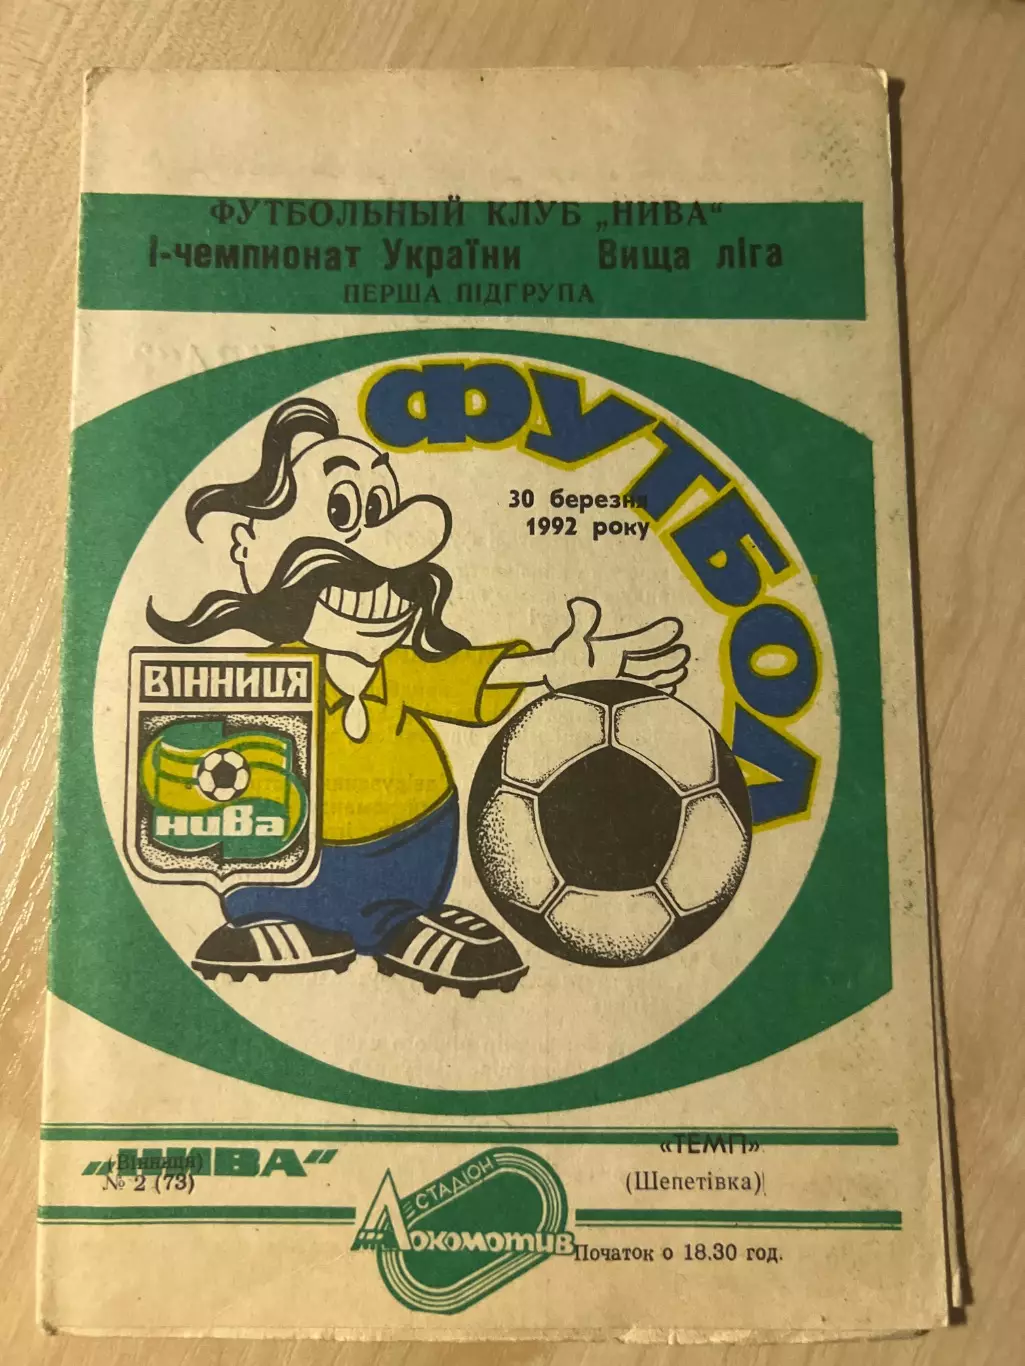 ФУТБОЛЬНЫЙ КЛУБ „НИВА“
І-чемпионат України Вища ліга
ПЕРША ПІДГРУПА
ФУТБОЛ
30 березня
1992 року
ВІННИЦЯ
нива
„НИВА“
(Вінниця)
№ 2 (73)
СТАДІОН
Локомотив
«ТЕМП»
(Шепетівка)
Початок о 18.30 год.